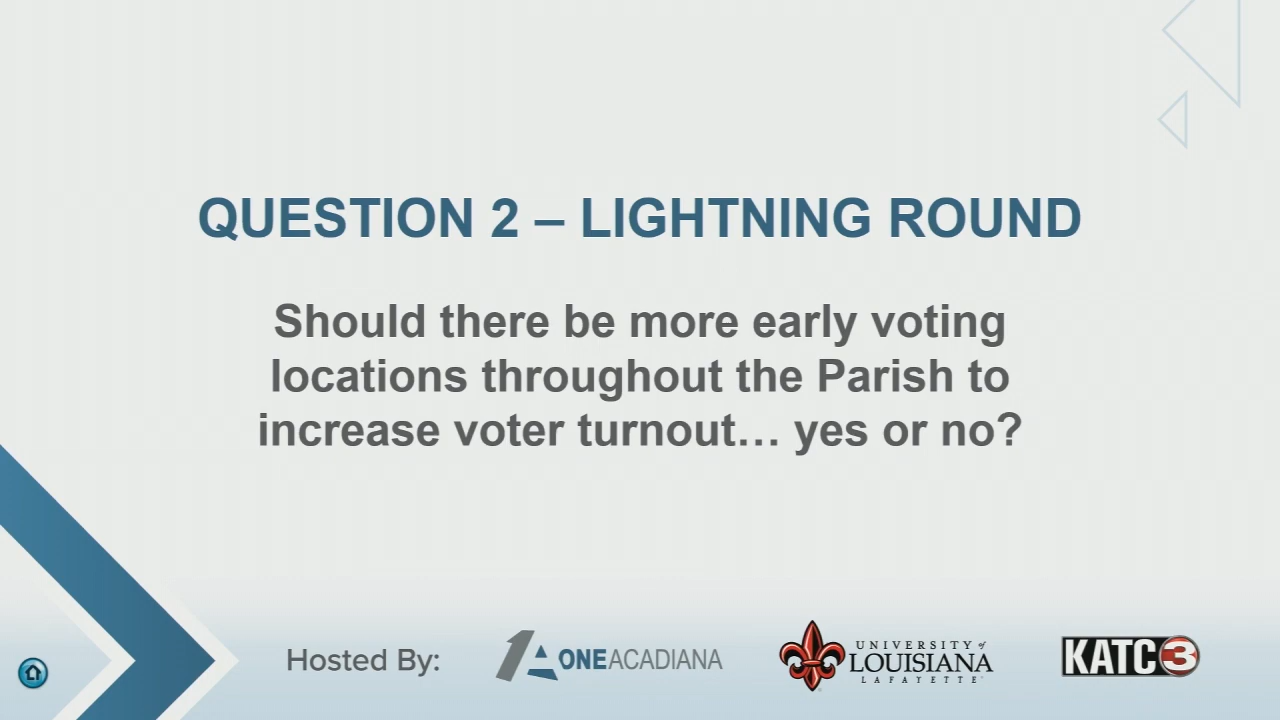 QUESTION 2 – LIGHTNING ROUND
Should there be more early voting
locations throughout the Parish to
increase voter turnout… yes or no?
Hosted By:
1A ONEACADIANA
UNIVERSITY of
LOUISIANA
LAFAYETTE
KATC3